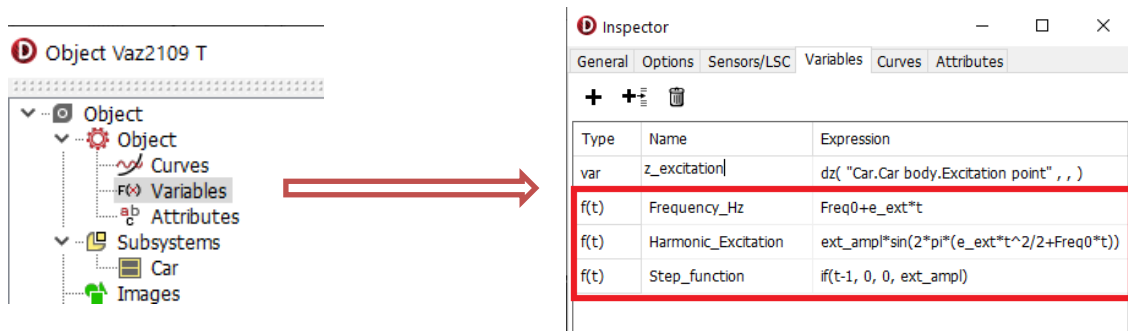 Object Vaz2109 T
Object
Object
Curves
F(x) Variables
abc Attributes
Subsystems
Car
Images
Inspector
General Options Sensors/LSC Variables Curves Attributes
Type Name Expression
var z_excitation dz( "Car.Car body.Excitation point" , , )
f(t) Frequency_Hz Freq0+e_ext*t
f(t) Harmonic_Excitation ext_ampl*sin(2*pi*(e_ext*t^2/2+Freq0*t))
f(t) Step_function if(t-1, 0, 0, ext_ampl)